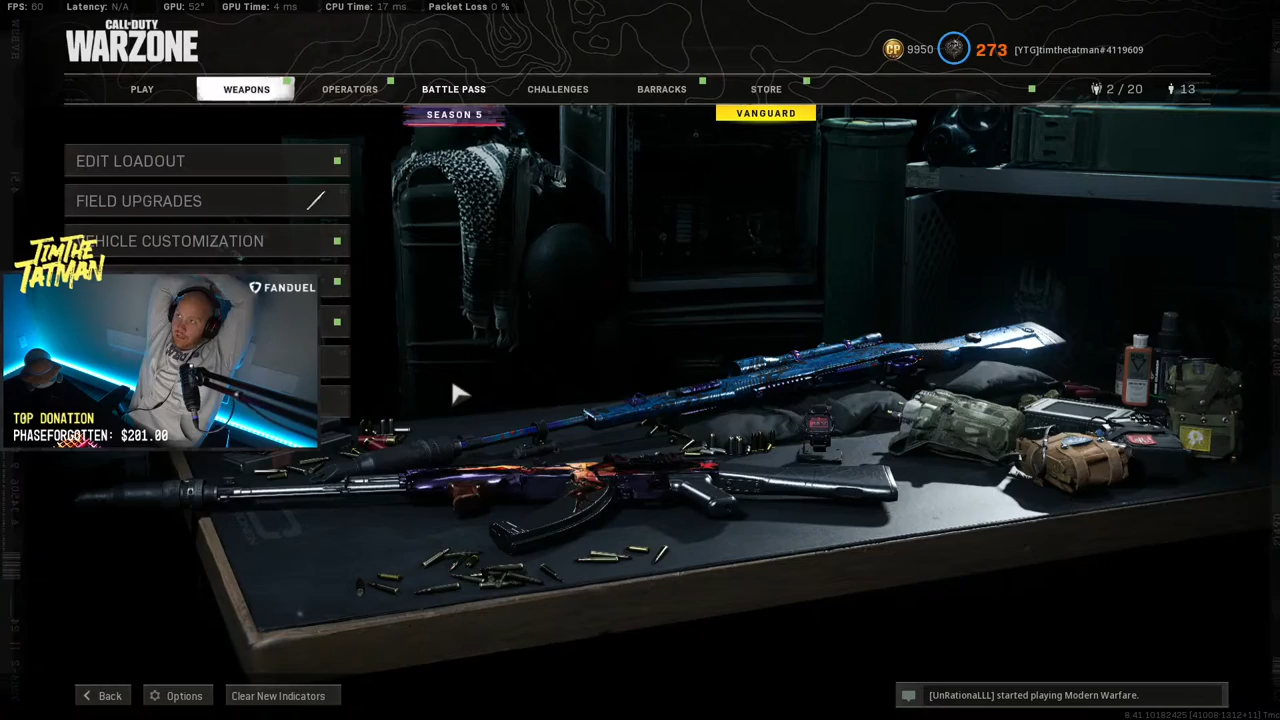 FPS: 60 Latency: N/A GPU: 52° GPU Time: 4 ms CPU Time: 17 ms Packet Loss 0 %
CALL OF DUTY
WARZONE
CP 9950 273 [YTG]timthetatman#4119609
PLAY WEAPONS OPERATORS BATTLE PASS CHALLENGES BARRACKS STORE 2 / 20 13
SEASON 5 VANGUARD
EDIT LOADOUT
FIELD UPGRADES
VEHICLE CUSTOMIZATION
TIMTHE
TATMAN
FANDUEL
TOP DONATION
PHASEFORGOTTEN: $201.00
Back Options Clear New Indicators
[UnRationaLLL] started playing Modern Warfare.